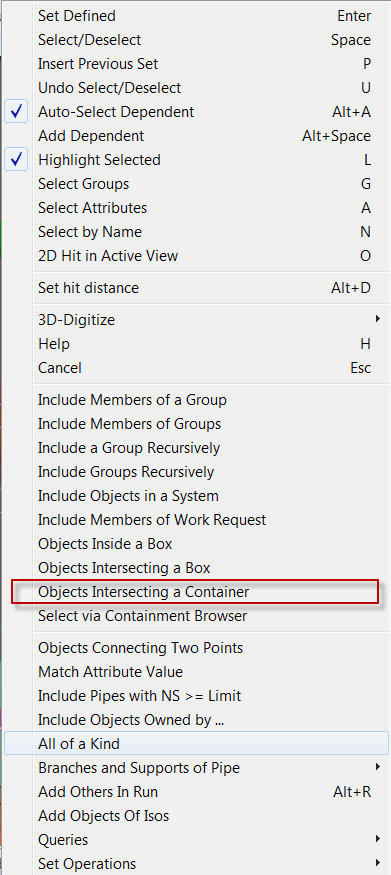 Set Defined Enter
Select/Deselect Space
Insert Previous Set P
Undo Select/Deselect U
Auto-Select Dependent Alt+A
Add Dependent Alt+Space
Highlight Selected L
Select Groups G
Select Attributes A
Select by Name N
2D Hit in Active View O
Set hit distance Alt+D
3D-Digitize
Help H
Cancel Esc
Include Members of a Group
Include Members of Groups
Include a Group Recursively
Include Groups Recursively
Include Objects in a System
Include Members of Work Request
Objects Inside a Box
Objects Intersecting a Box
Objects Intersecting a Container
Select via Containment Browser
Objects Connecting Two Points
Match Attribute Value
Include Pipes with NS >= Limit
Include Objects Owned by ...
All of a Kind
Branches and Supports of Pipe
Add Others In Run Alt+R
Add Objects Of Isos
Queries
Set Operations